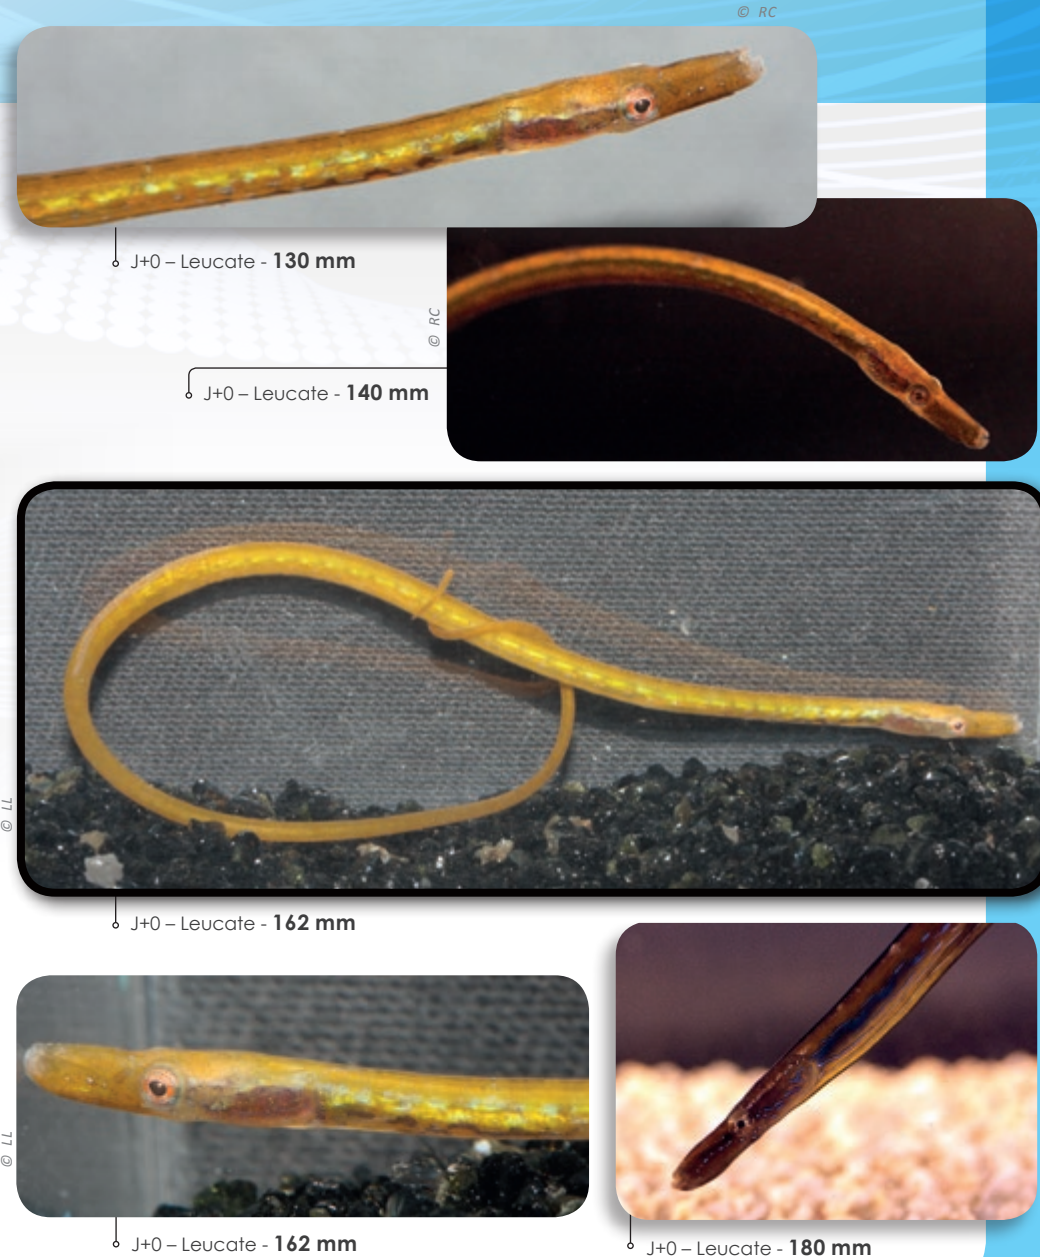 © RC
J+0 – Leucate - 130 mm
© RC
J+0 – Leucate - 140 mm
© LL
J+0 – Leucate - 162 mm
© LL
J+0 – Leucate - 162 mm
J+0 – Leucate - 180 mm